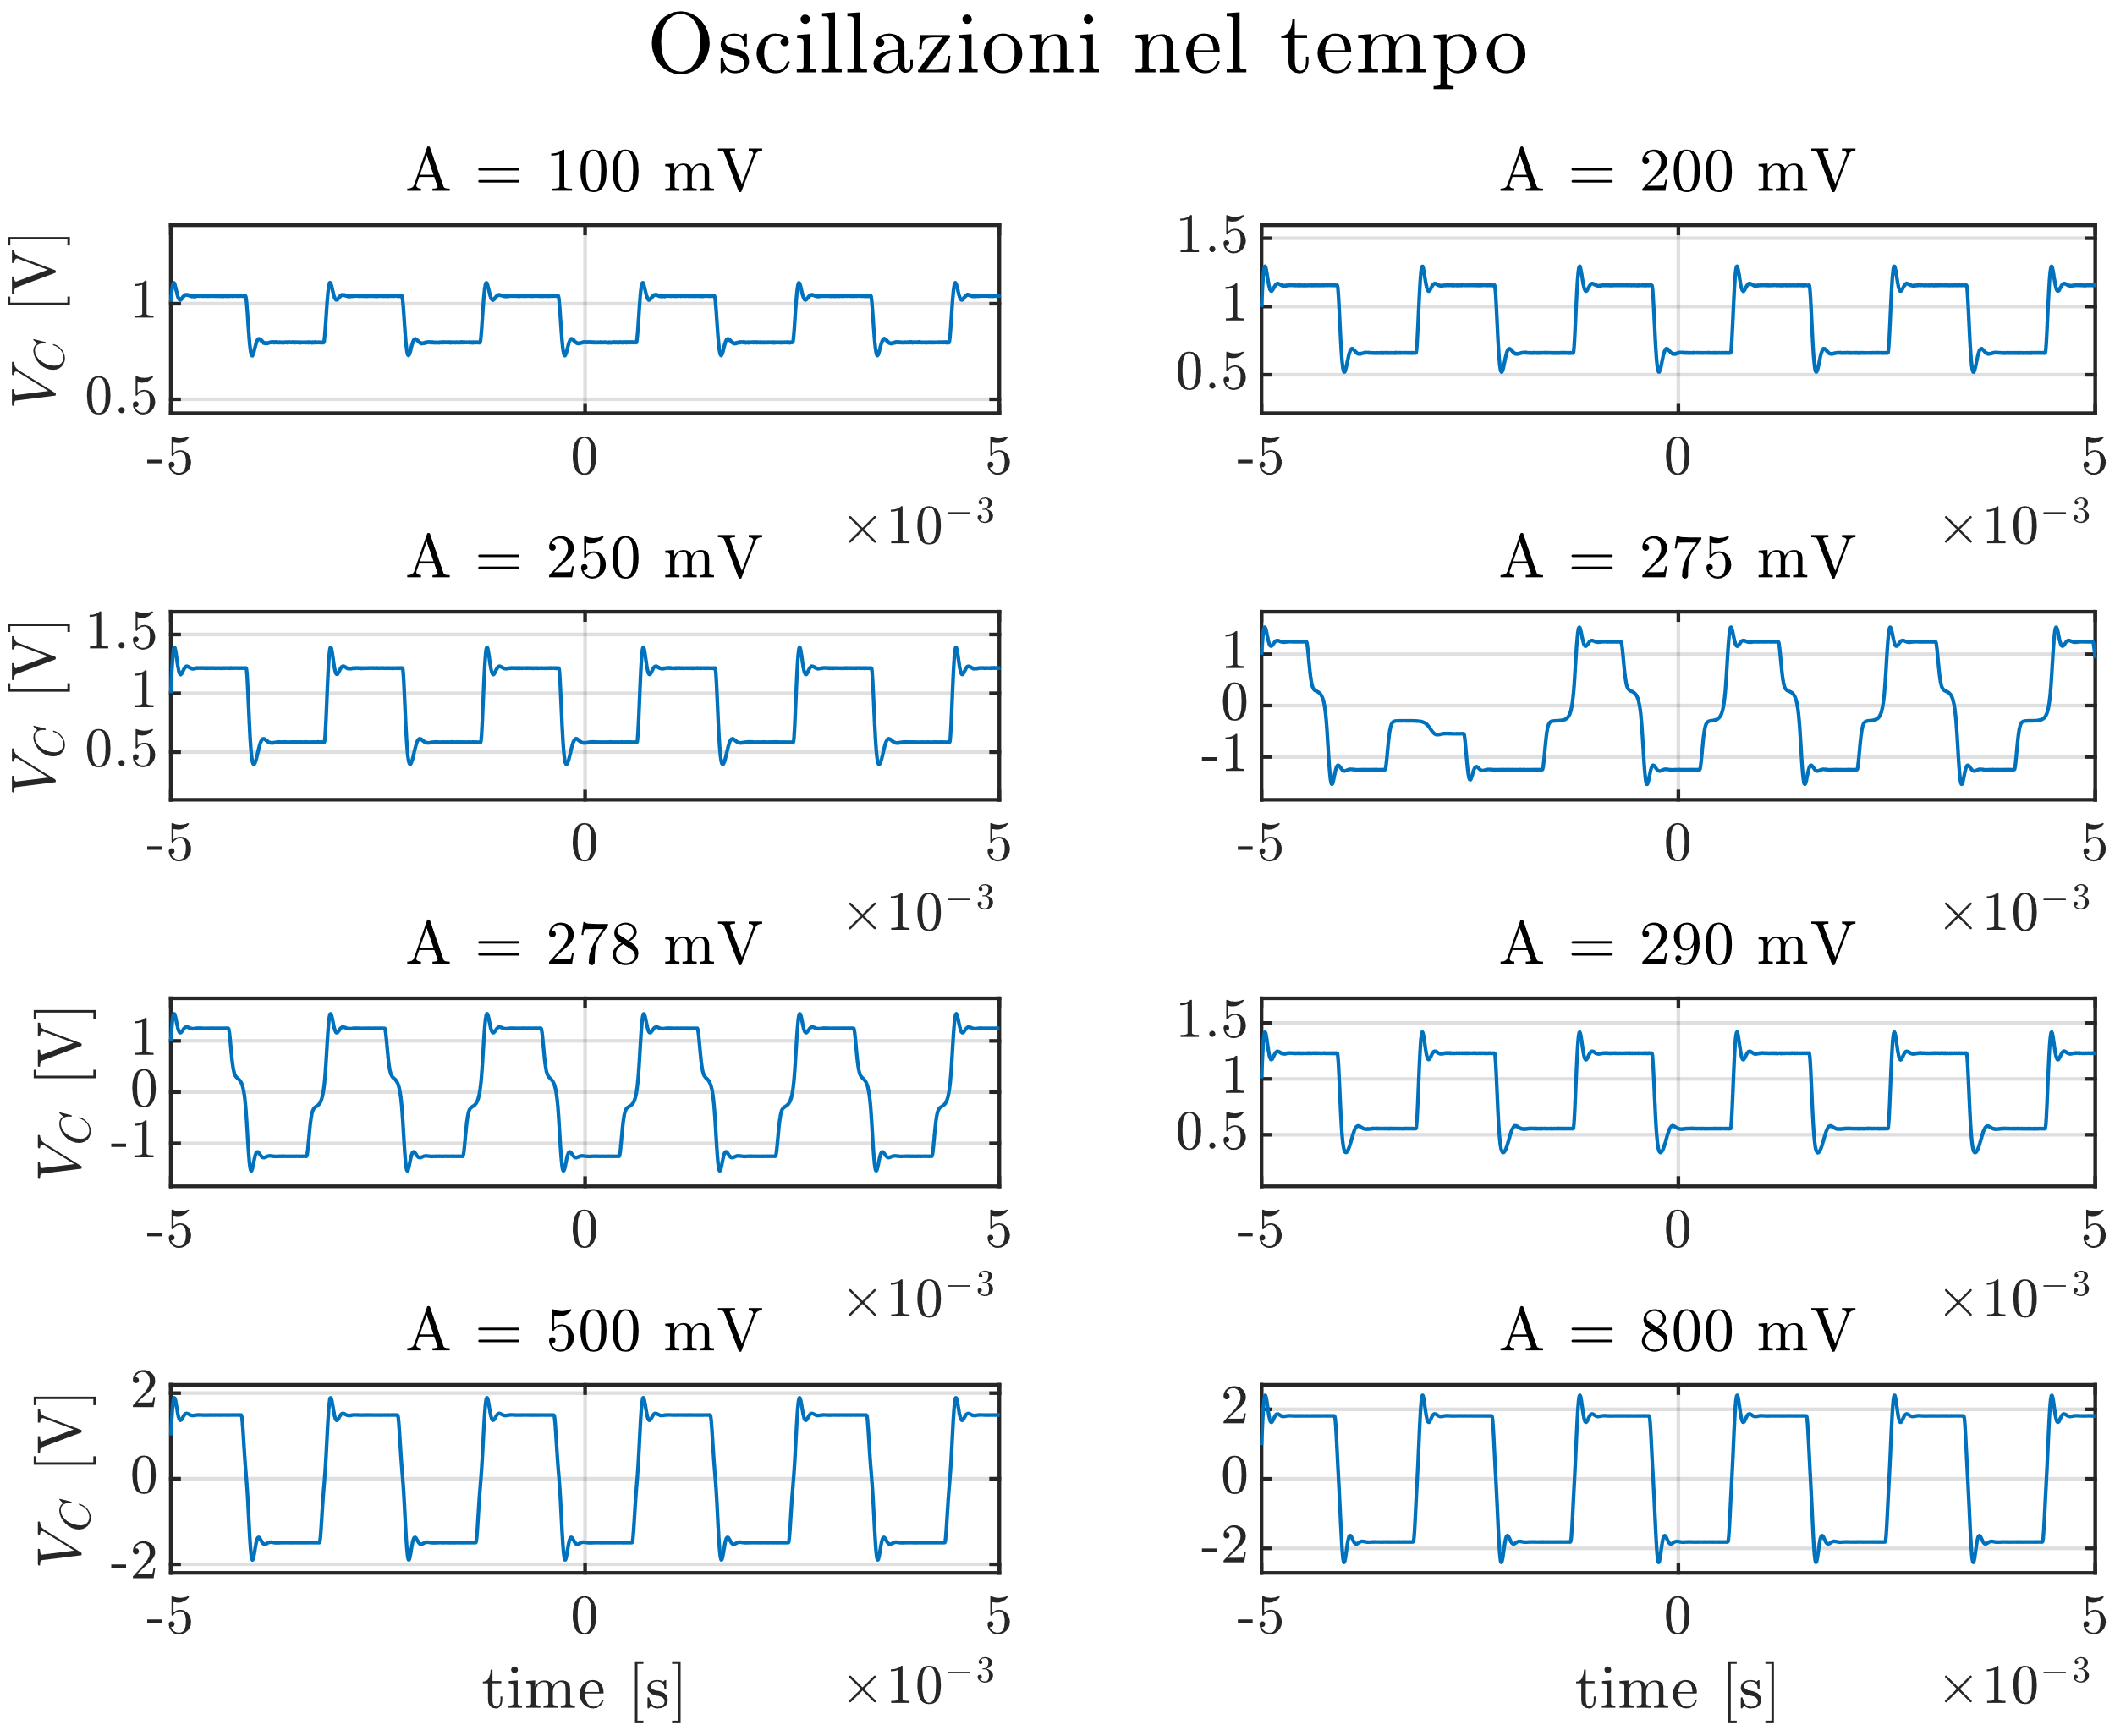 Oscillazioni nel tempo
A = 100 mV
A = 200 mV
V_C [V]
1
0.5
-5 0 5
×10⁻³
1.5
1
0.5
-5 0 5
×10⁻³
A = 250 mV
A = 275 mV
V_C [V]
1.5
1
0.5
-5 0 5
×10⁻³
1
0
-1
-5 0 5
×10⁻³
A = 278 mV
A = 290 mV
V_C [V]
1
0
-1
-5 0 5
×10⁻³
1.5
1
0.5
-5 0 5
×10⁻³
A = 500 mV
A = 800 mV
V_C [V]
2
0
-2
-5 0 5
time [s]
×10⁻³
2
0
-2
-5 0 5
time [s]
×10⁻³